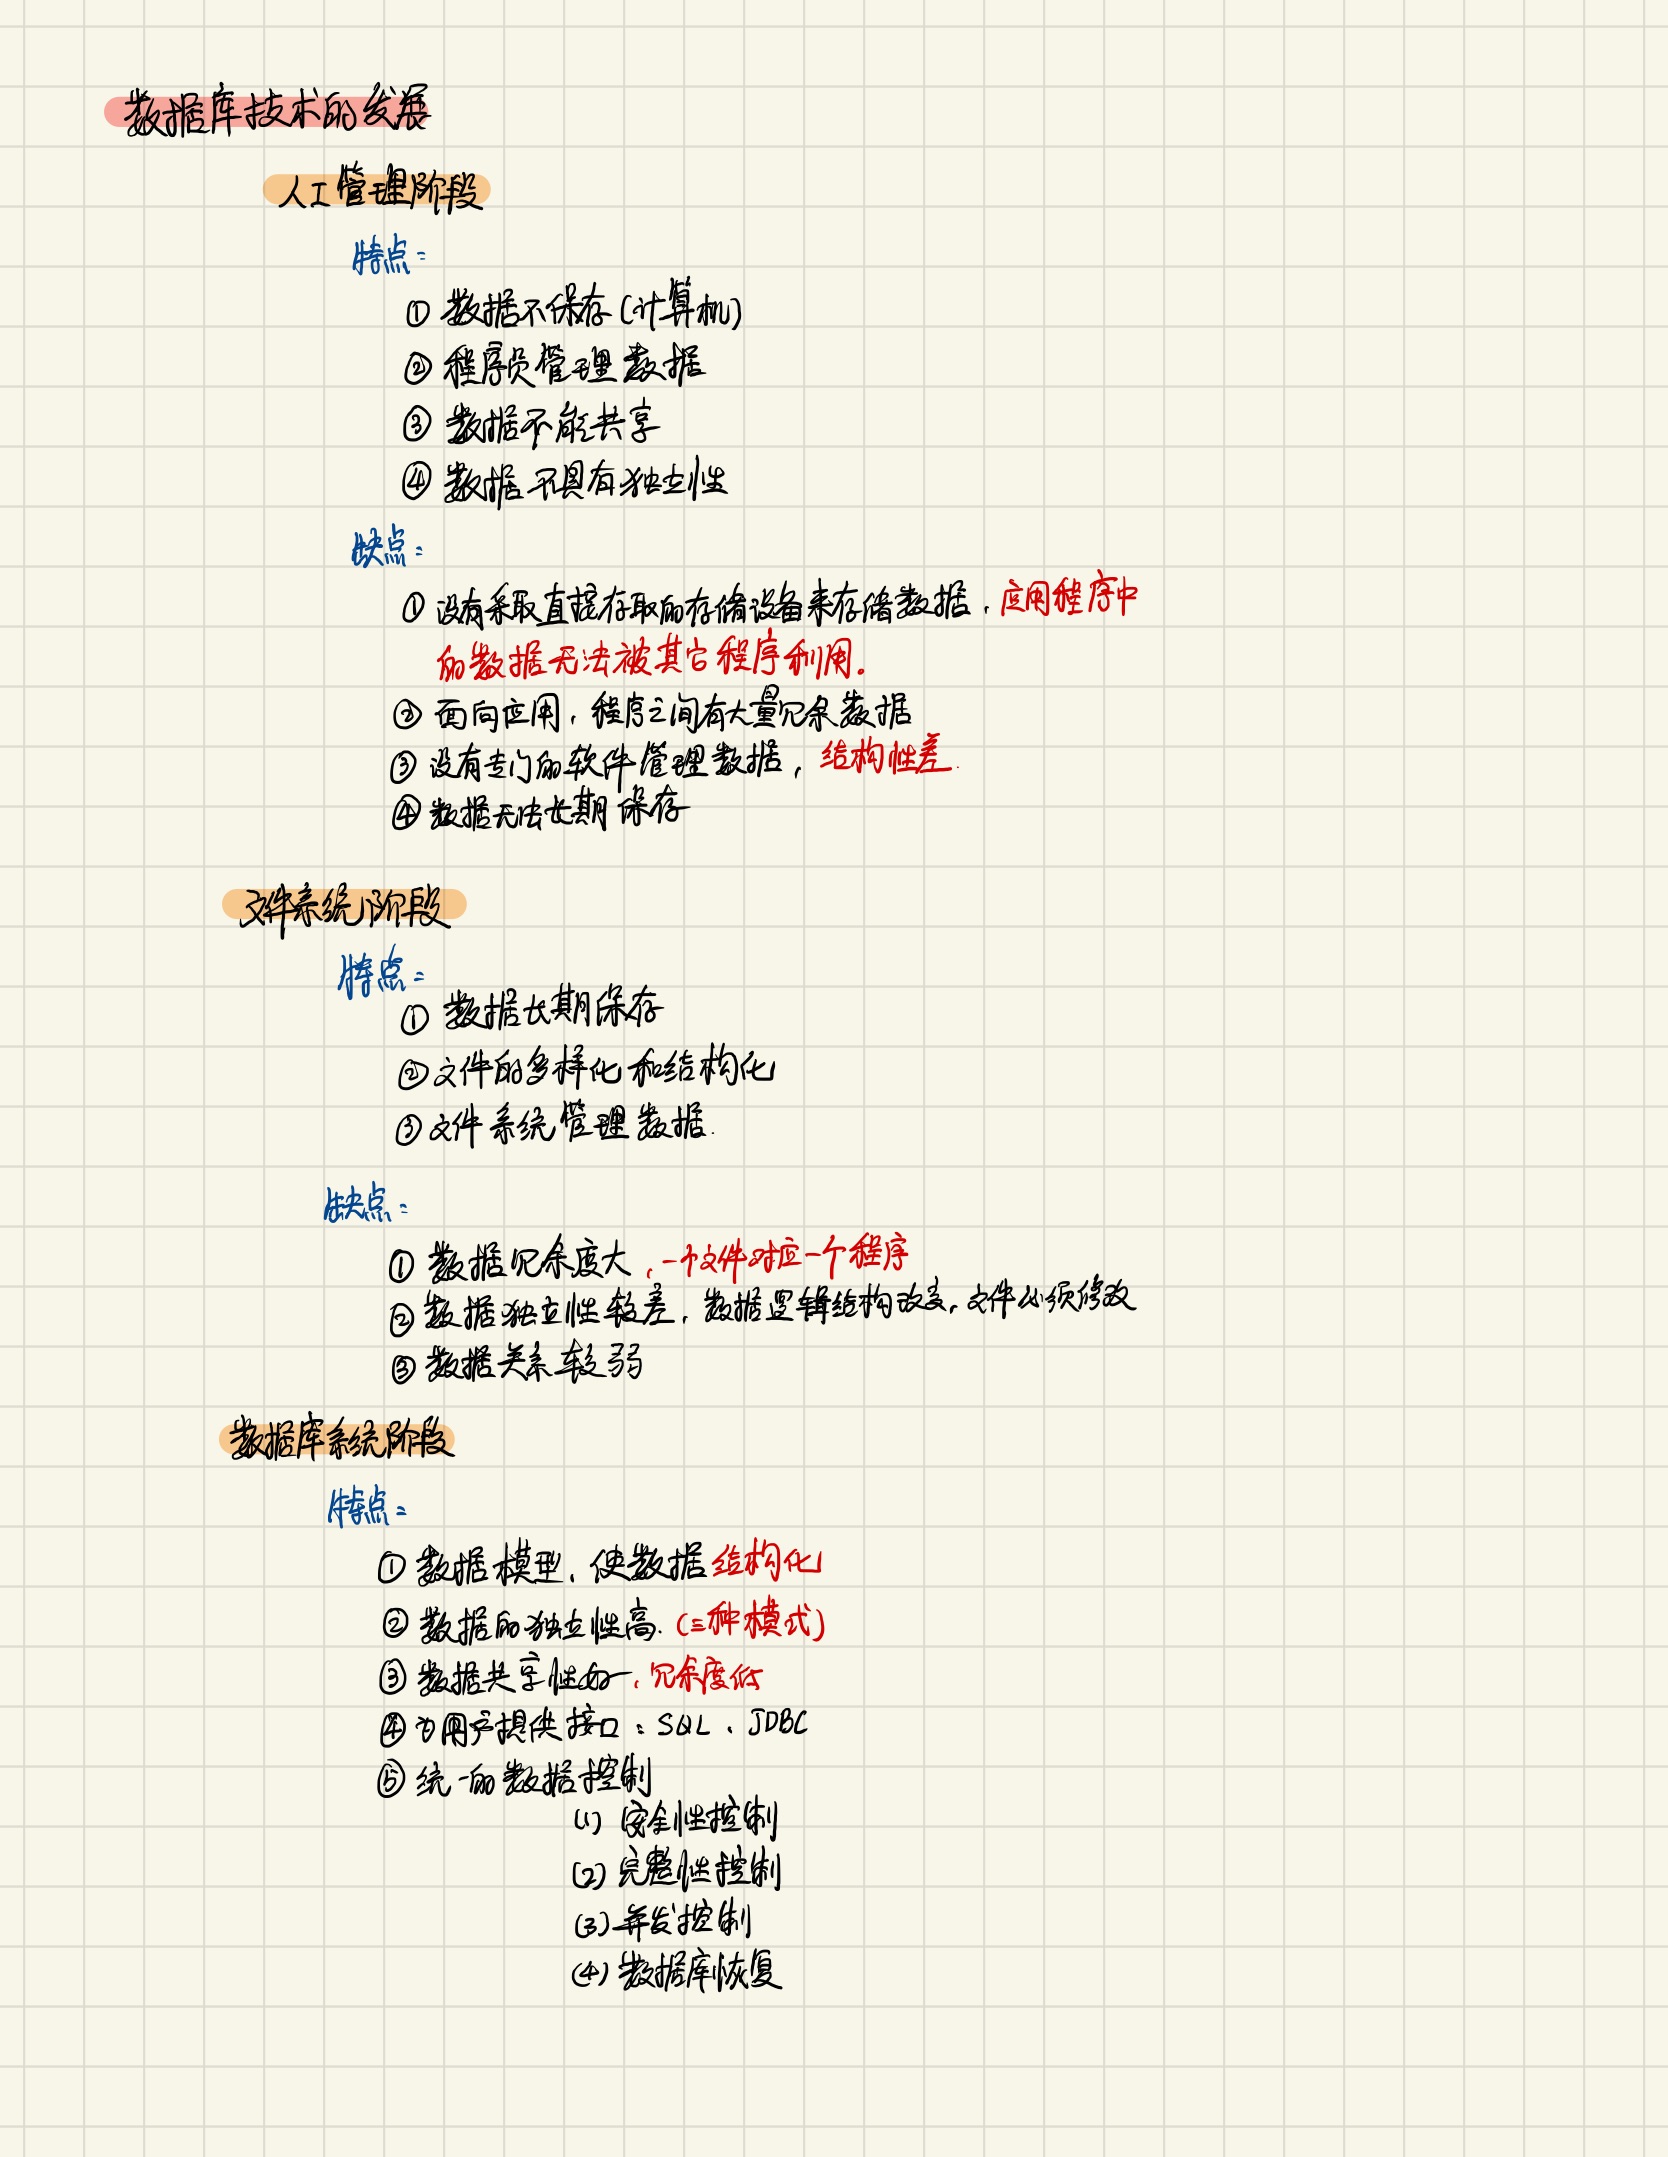 数据库技术的发展
人工管理阶段
特点：
① 数据不保存(计算机)
② 程序员管理数据
③ 数据不能共享
④ 数据不具有独立性
缺点：
① 没有采取直接存取的存储设备来存储数据，应用程序中
的数据无法被其它程序利用。
② 面向应用，程序之间有大量冗余数据
③ 没有专门的软件管理数据，结构性差.
④ 数据无法长期保存
文件系统阶段
特点：
① 数据长期保存
② 文件的多样化和结构化
③ 文件系统管理数据.
缺点：
① 数据冗余度大，一个文件对应一个程序
② 数据独立性较差，数据逻辑结构改变，文件必须修改
③ 数据关系较弱
数据库系统阶段
特点：
① 数据模型、使数据结构化
② 数据的独立性高.(三种模式)
③ 数据共享性好，冗余度低
④ 为用户提供接口：SQL、JDBC
⑤ 统一的数据控制
(1) 安全性控制
(2) 完整性控制
(3) 并发控制
(4) 数据库恢复